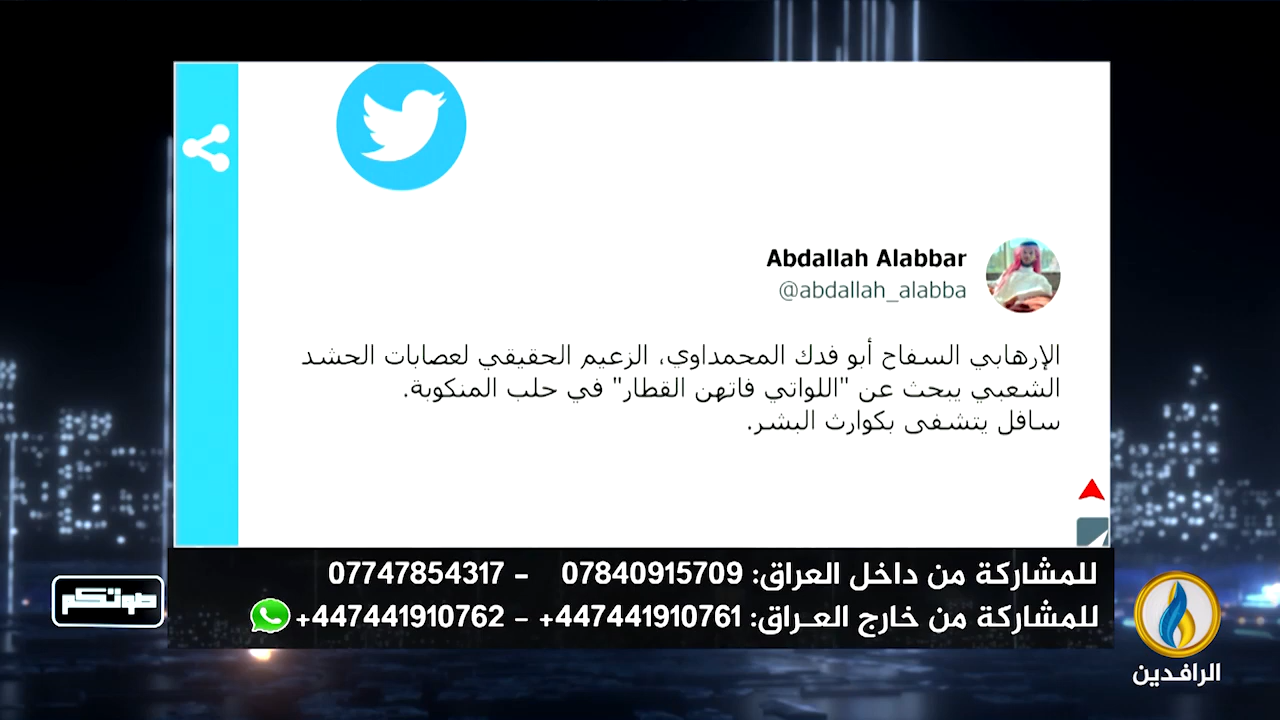 Abdallah Alabbar
@abdallah_alabba
الإرهابي السفاح أبو فدك المحمداوي، الزعيم الحقيقي لعصابات الحشد
الشعبي يبحث عن "اللواتي فاتهن القطار" في حلب المنكوبة.
سافل يتشفى بكوارث البشر.
للمشاركة من داخل العراق: 07840915709 - 07747854317
للمشاركة من خارج العـراق: 447441910761+ - 447441910762+
صوتكم
الرافدين